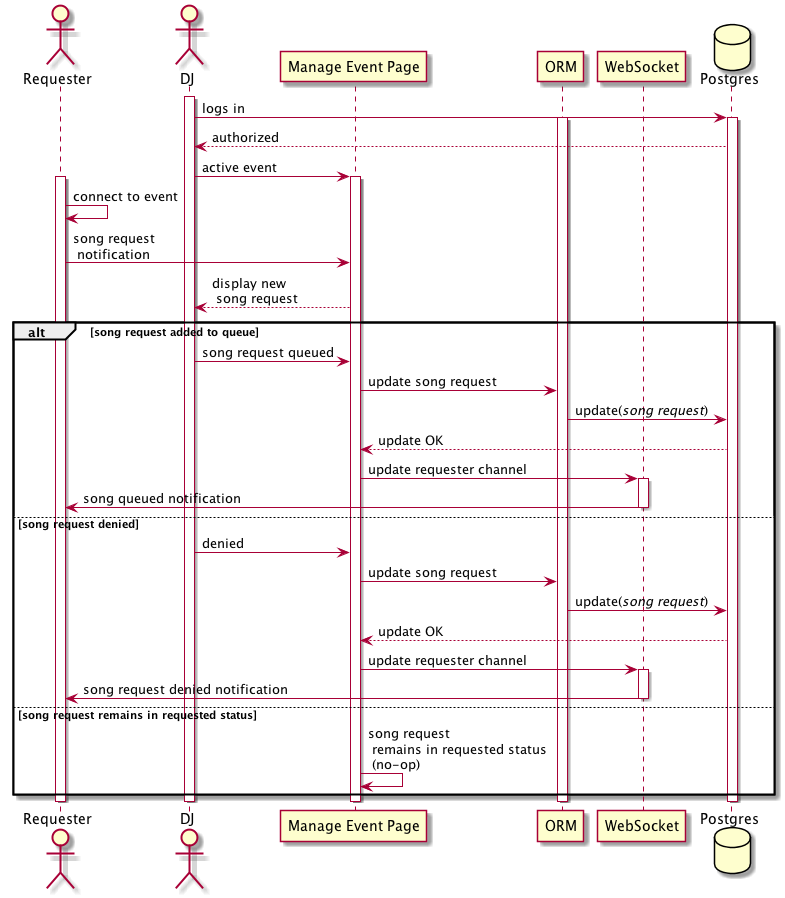 Requester
DJ
Manage Event Page
ORM
WebSocket
Postgres
logs in
authorized
active event
connect to event
song request
notification
display new
song request
alt [song request added to queue]
song request queued
update song request
update(song request)
update OK
update requester channel
song queued notification
[song request denied]
denied
update song request
update(song request)
update OK
update requester channel
song request denied notification
[song request remains in requested status]
song request
remains in requested status
(no-op)
Requester
DJ
Manage Event Page
ORM
WebSocket
Postgres